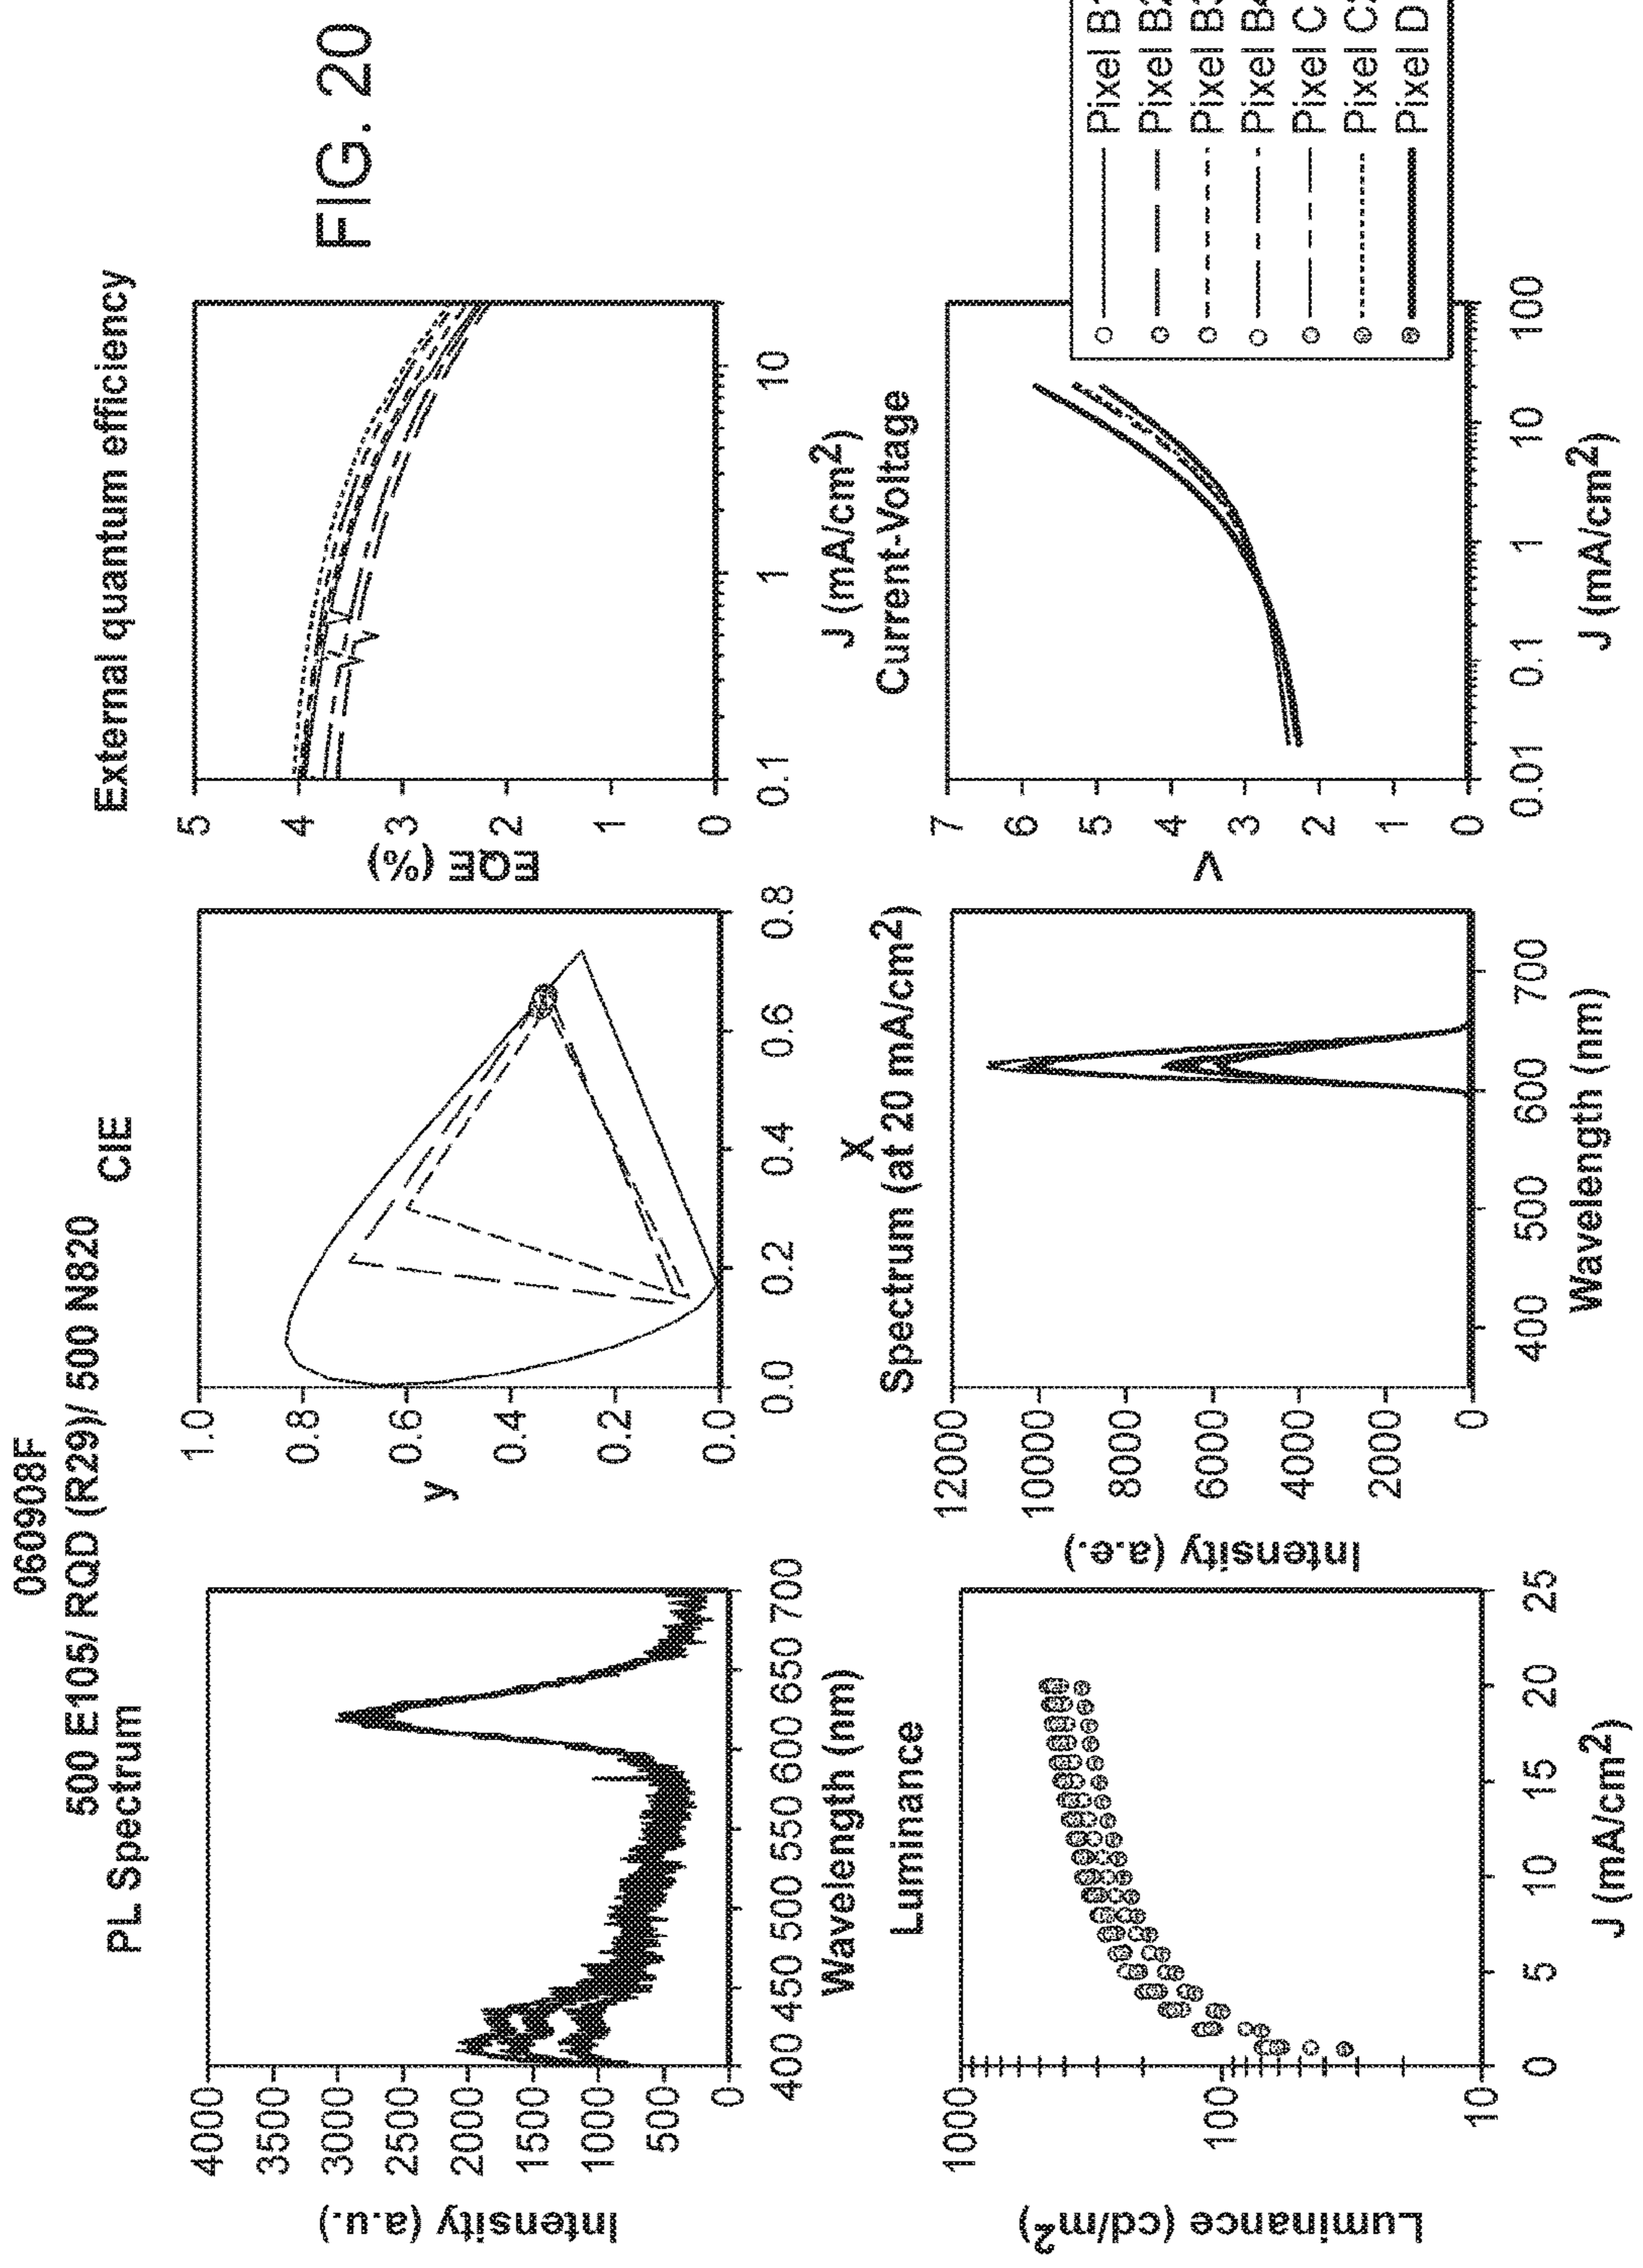 060908F
500 E105/ RQD (R29)/ 500 N820
PL Spectrum
4000
3500
3000
2500
2000
1500
1000
500
0
Intensity (a.u.)
400 450 500 550 600 650 700
Wavelength (nm)
CIE
1.0
0.8
0.6
0.4
0.2
0.0
y
0.0 0.2 0.4 0.6 0.8
X
External quantum efficiency
5
4
3
2
1
0
EQE (%)
0.1 1 10
J (mA/cm2)
FIG. 20
Luminance
1000
100
10
Luminance (cd/m2)
0 5 10 15 20 25
J (mA/cm2)
Spectrum (at 20 mA/cm2)
12000
10000
8000
6000
4000
2000
0
Intensity (a.e.)
400 500 600 700
Wavelength (nm)
Current-Voltage
7
6
5
4
3
2
1
0
V
0.01 0.1 1 10 100
J (mA/cm2)
Pixel B1
Pixel B2
Pixel B3
Pixel B4
Pixel C
Pixel C
Pixel D